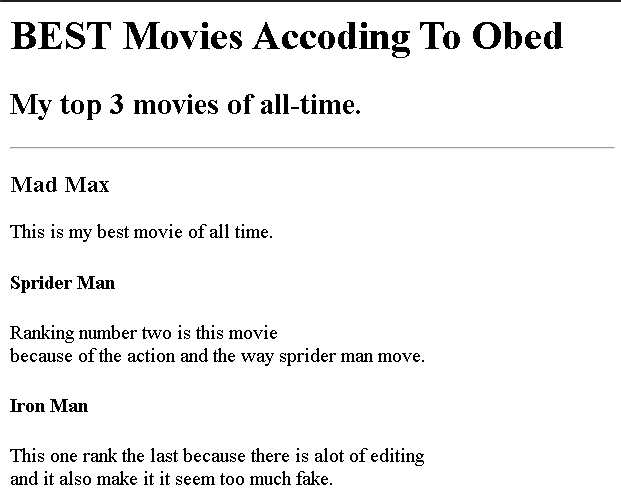 BEST Movies Accoding To Obed
My top 3 movies of all-time.
Mad Max
This is my best movie of all time.
Sprider Man
Ranking number two is this movie
because of the action and the way sprider man move.
Iron Man
This one rank the last because there is alot of editing
and it also make it it seem too much fake.